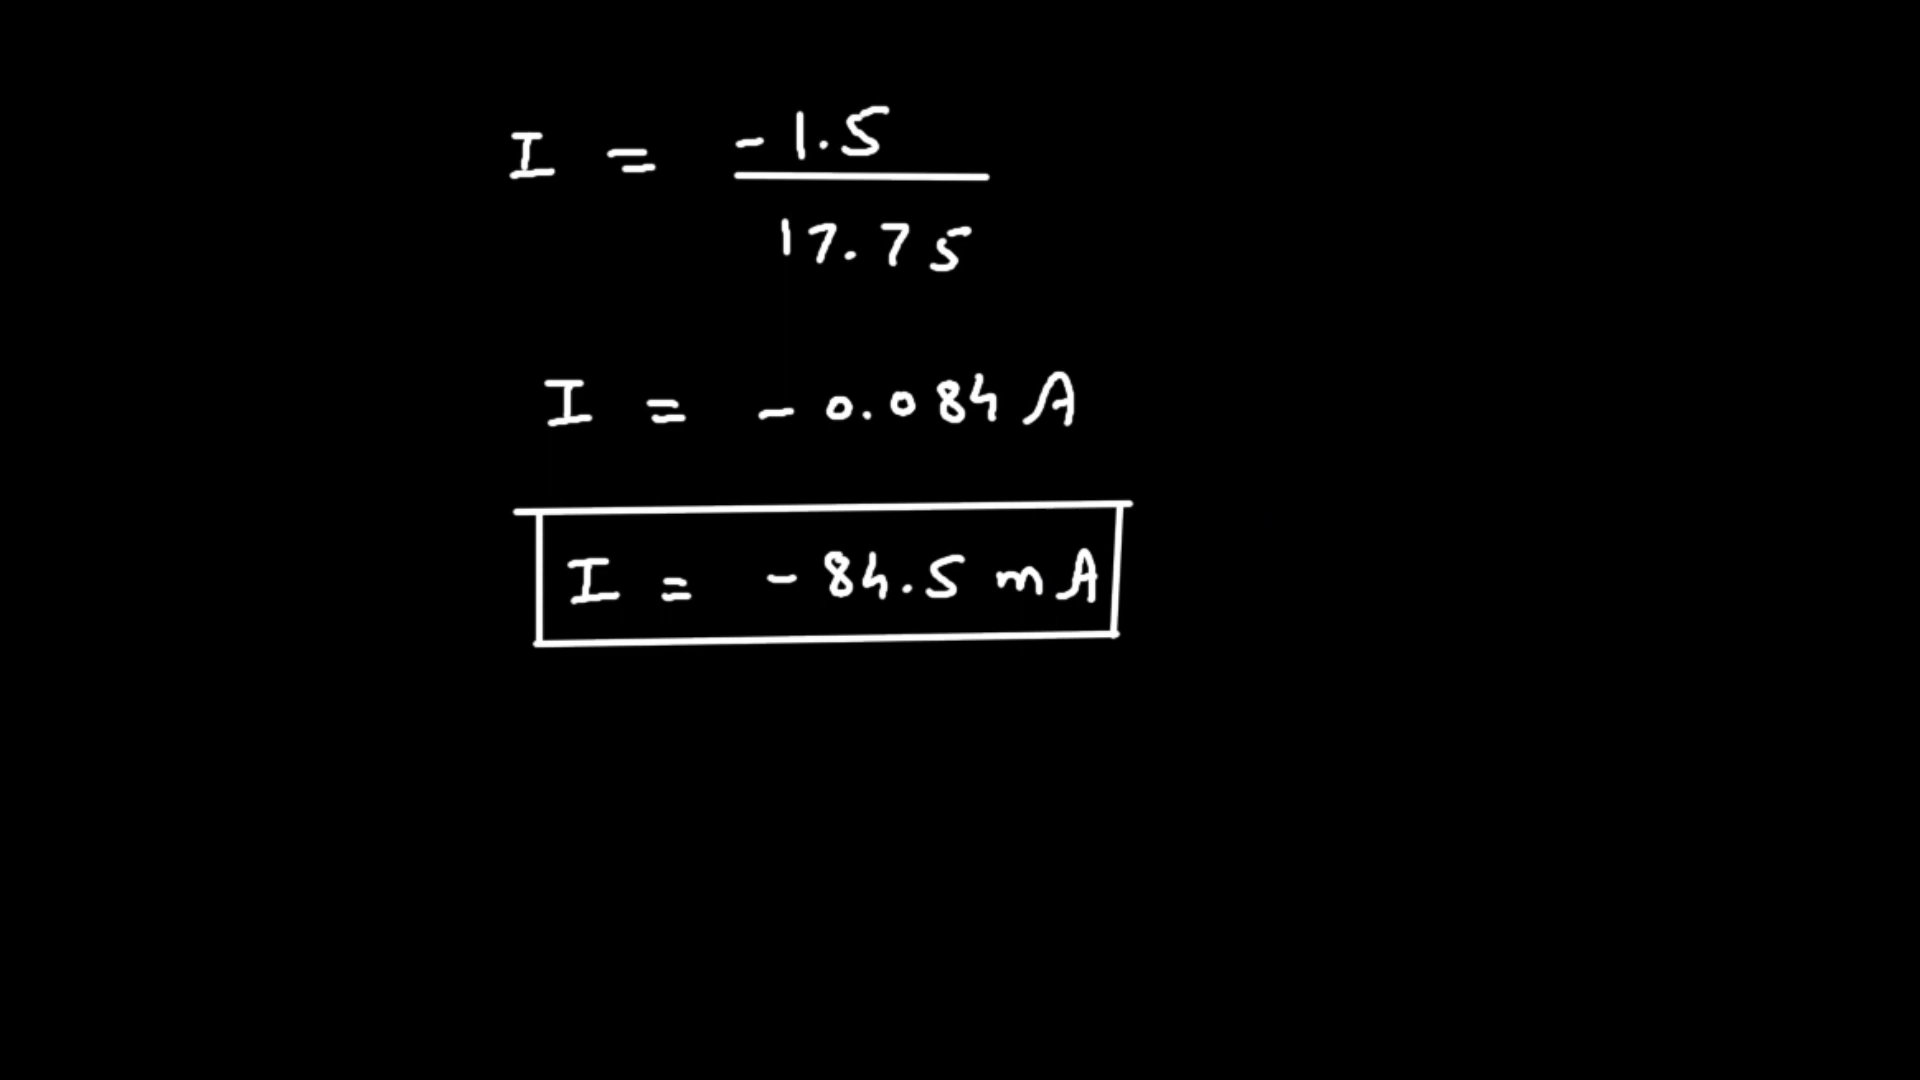 I = -1.5
17.75
I = - 0.084 A
I = - 84.5 mA